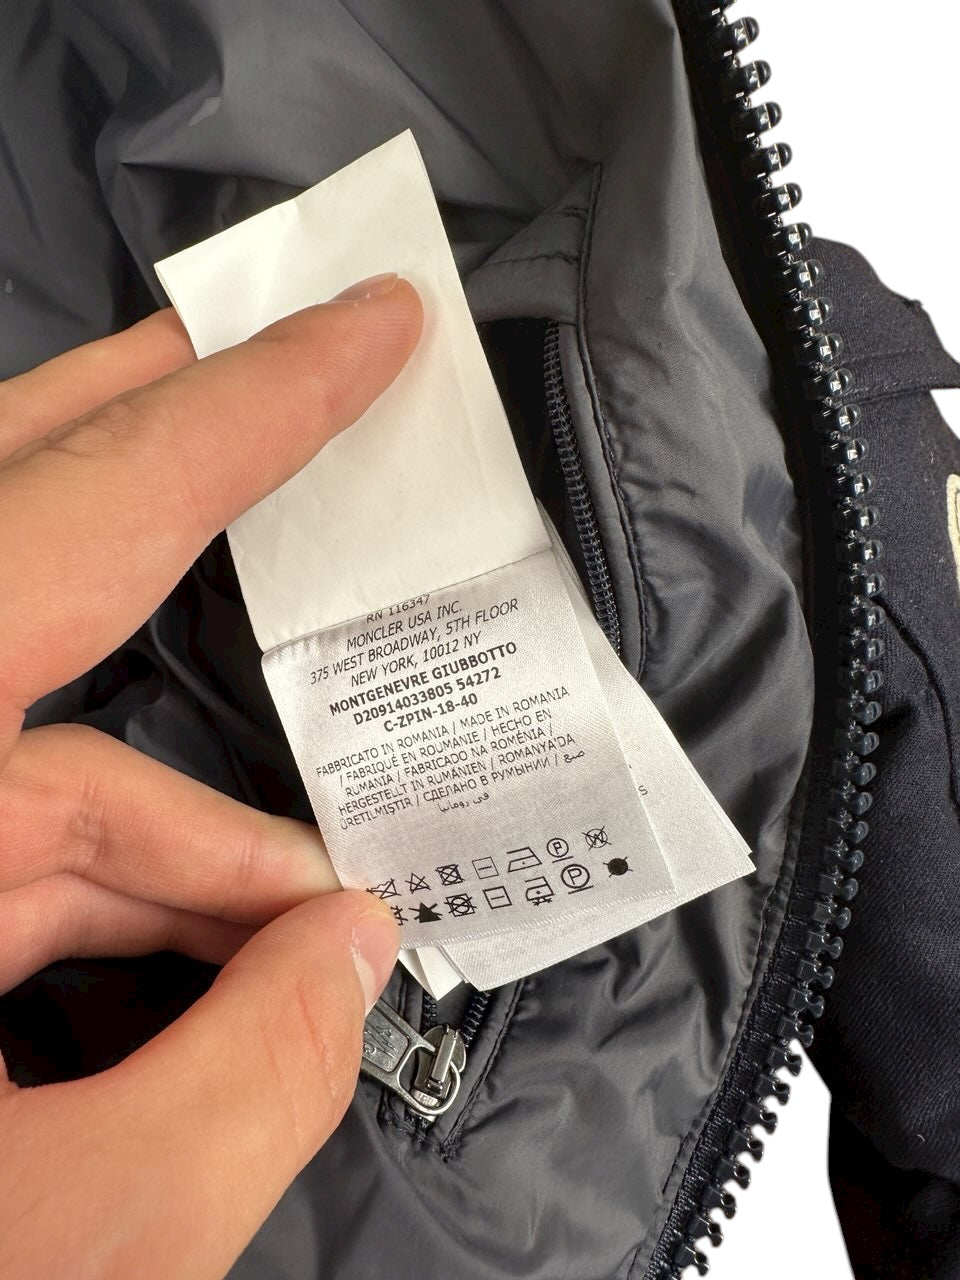 RN 116347
MONCLER USA INC.
375 WEST BROADWAY, 5TH FLOOR
NEW YORK, 10012 NY
MONTGENEVRE GIUBBOTTO
D20914033805 54272
C-ZPIN-18-40
FABBRICATO IN ROMANIA / MADE IN ROMANIA
/ FABRIQUÉ EN ROUMANIE / HECHO EN
RUMANIA / FABRICADO NA ROMÉNIA /
HERGESTELLT IN RUMÄNIEN / ROMANYA'DA
ÜRETILMIŞTIR / СДЕЛАНО В РУМЫНИИ / صنع
في رومانيا
P
W
P
S